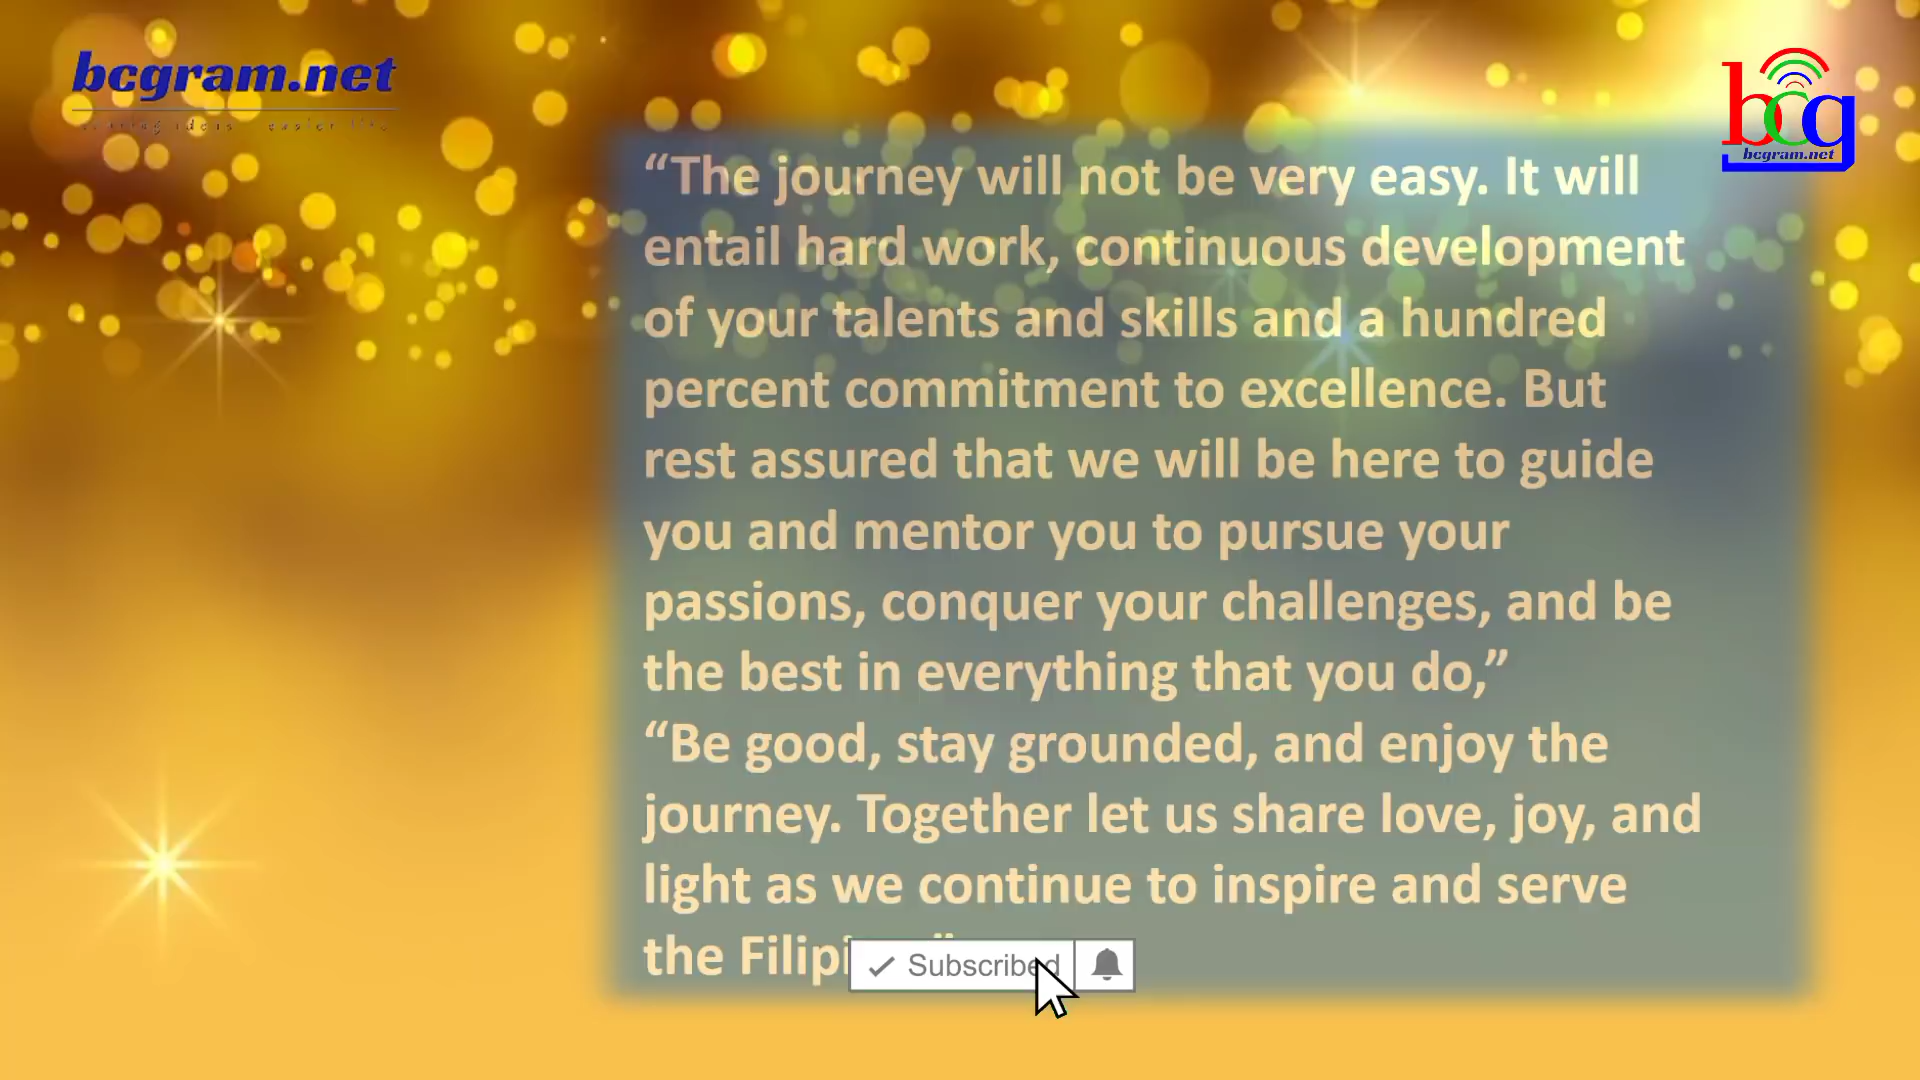 bcgram.net
bcg
bcgram.net
“The journey will not be very easy. It will
entail hard work, continuous development
of your talents and skills and a hundred
percent commitment to excellence. But
rest assured that we will be here to guide
you and mentor you to pursue your
passions, conquer your challenges, and be
the best in everything that you do,”
“Be good, stay grounded, and enjoy the
journey. Together let us share love, joy, and
light as we continue to inspire and serve
the
Subscribed